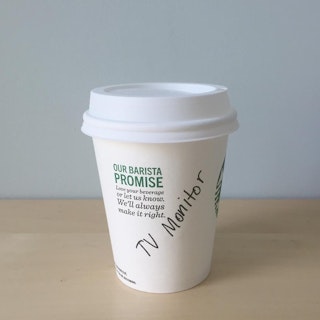 OUR BARISTA
PROMISE
Love your beverage
or let us know.
We'll always
make it right.
TV Monitor